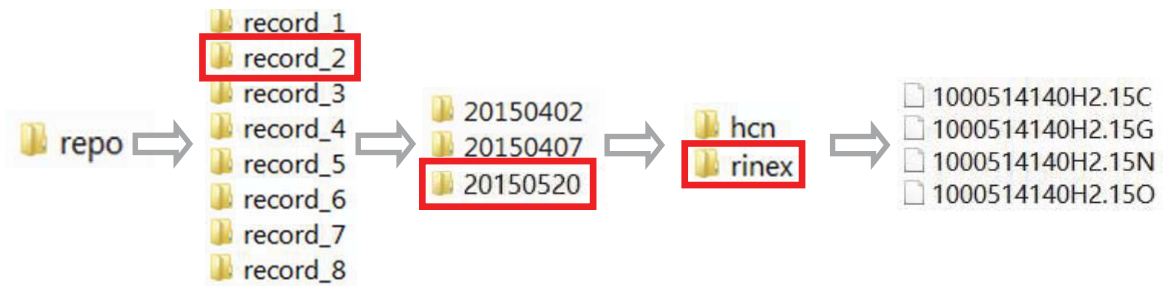 repo
record_1
record_2
record_3
record_4
record_5
record_6
record_7
record_8
20150402
20150407
20150520
hcn
rinex
1000514140H2.15C
1000514140H2.15G
1000514140H2.15N
1000514140H2.15O